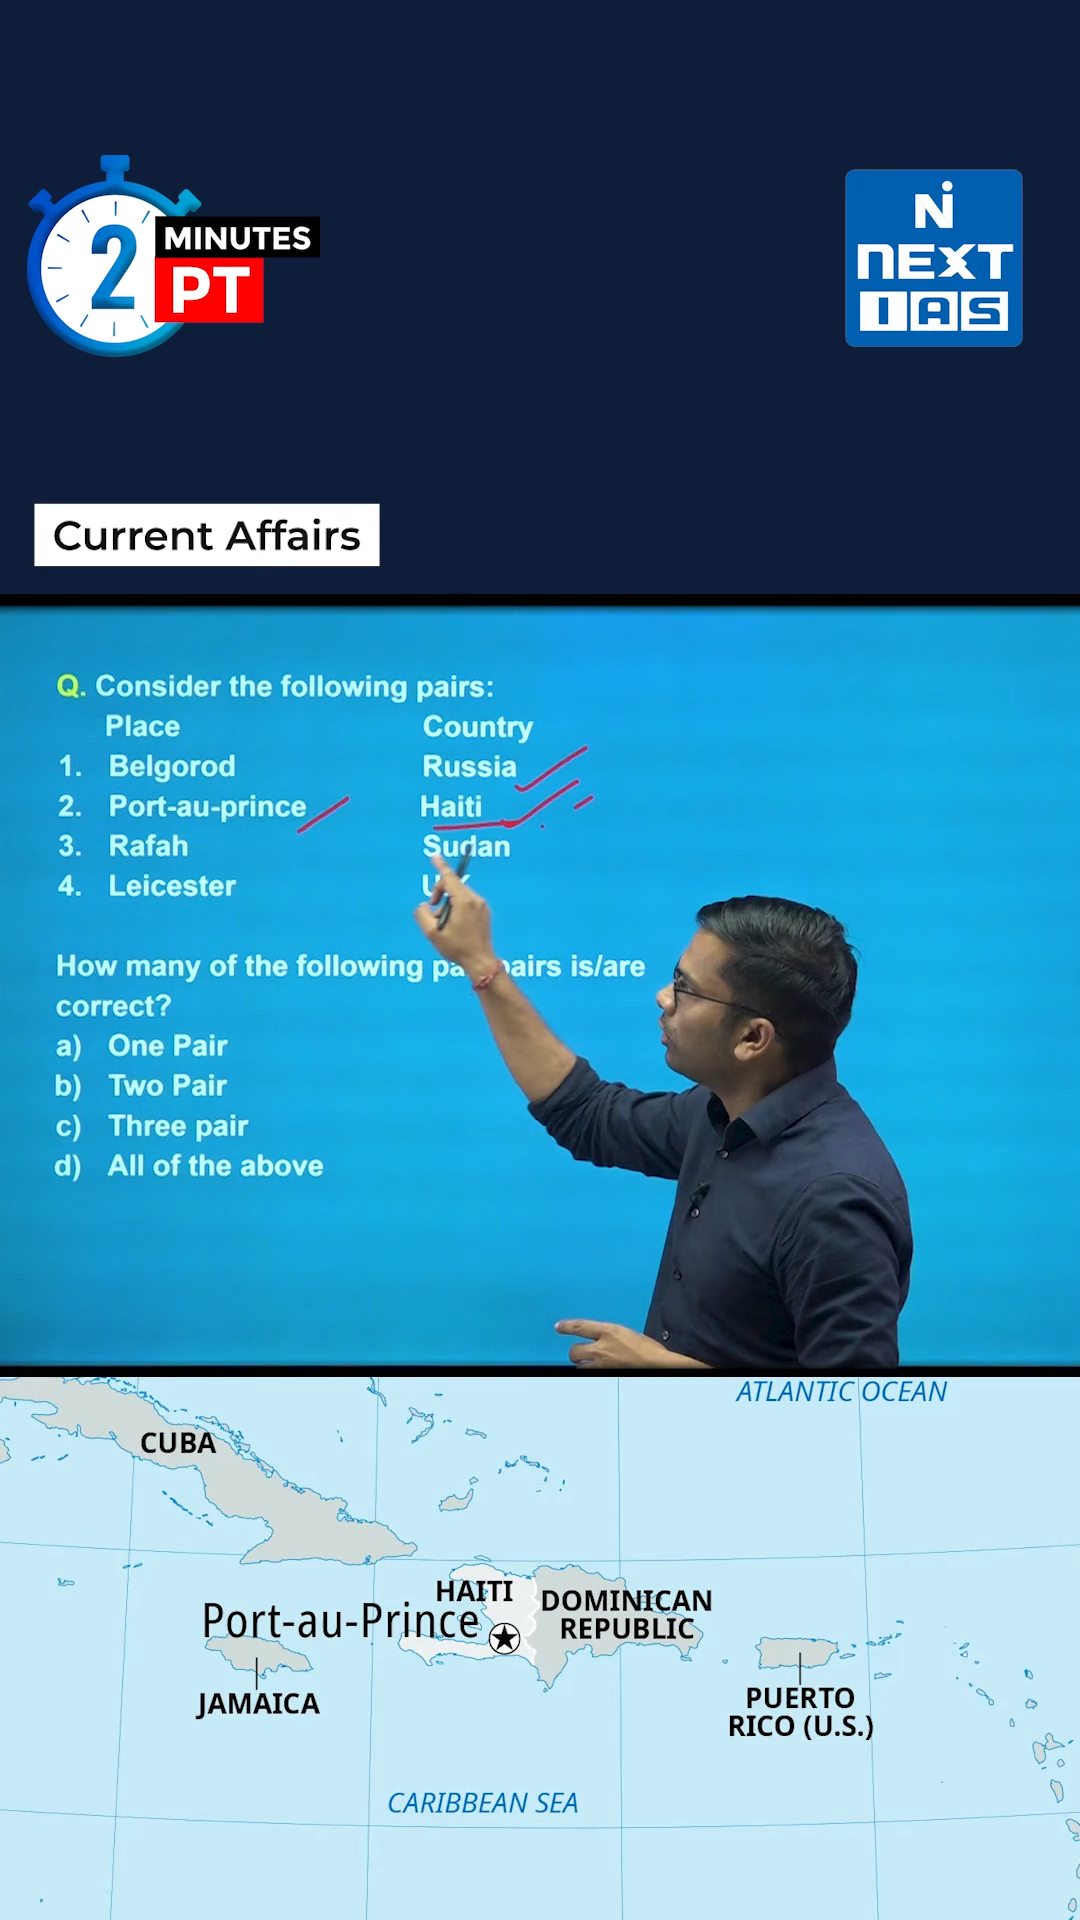 2
MINUTES
PT
N
NEXT
IAS
Current Affairs
Q. Consider the following pairs:
Place Country
1. Belgorod Russia
2. Port-au-prince Haiti
3. Rafah Sudan
4. Leicester
How many of the following pairs is/are
correct?
a) One Pair
b) Two Pair
c) Three pair
d) All of the above
ATLANTIC OCEAN
CUBA
HAITI
DOMINICAN
REPUBLIC
Port-au-Prince
JAMAICA
PUERTO
RICO (U.S.)
CARIBBEAN SEA